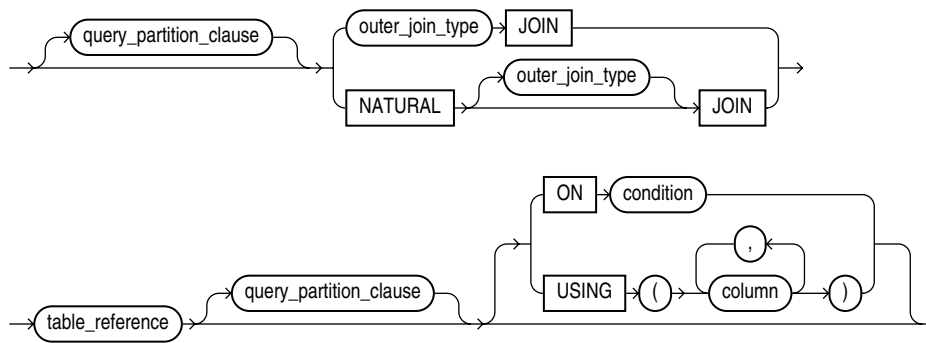 query_partition_clause outer_join_type JOIN
outer_join_type
NATURAL JOIN
ON condition
,
query_partition_clause USING ( column )
table_reference